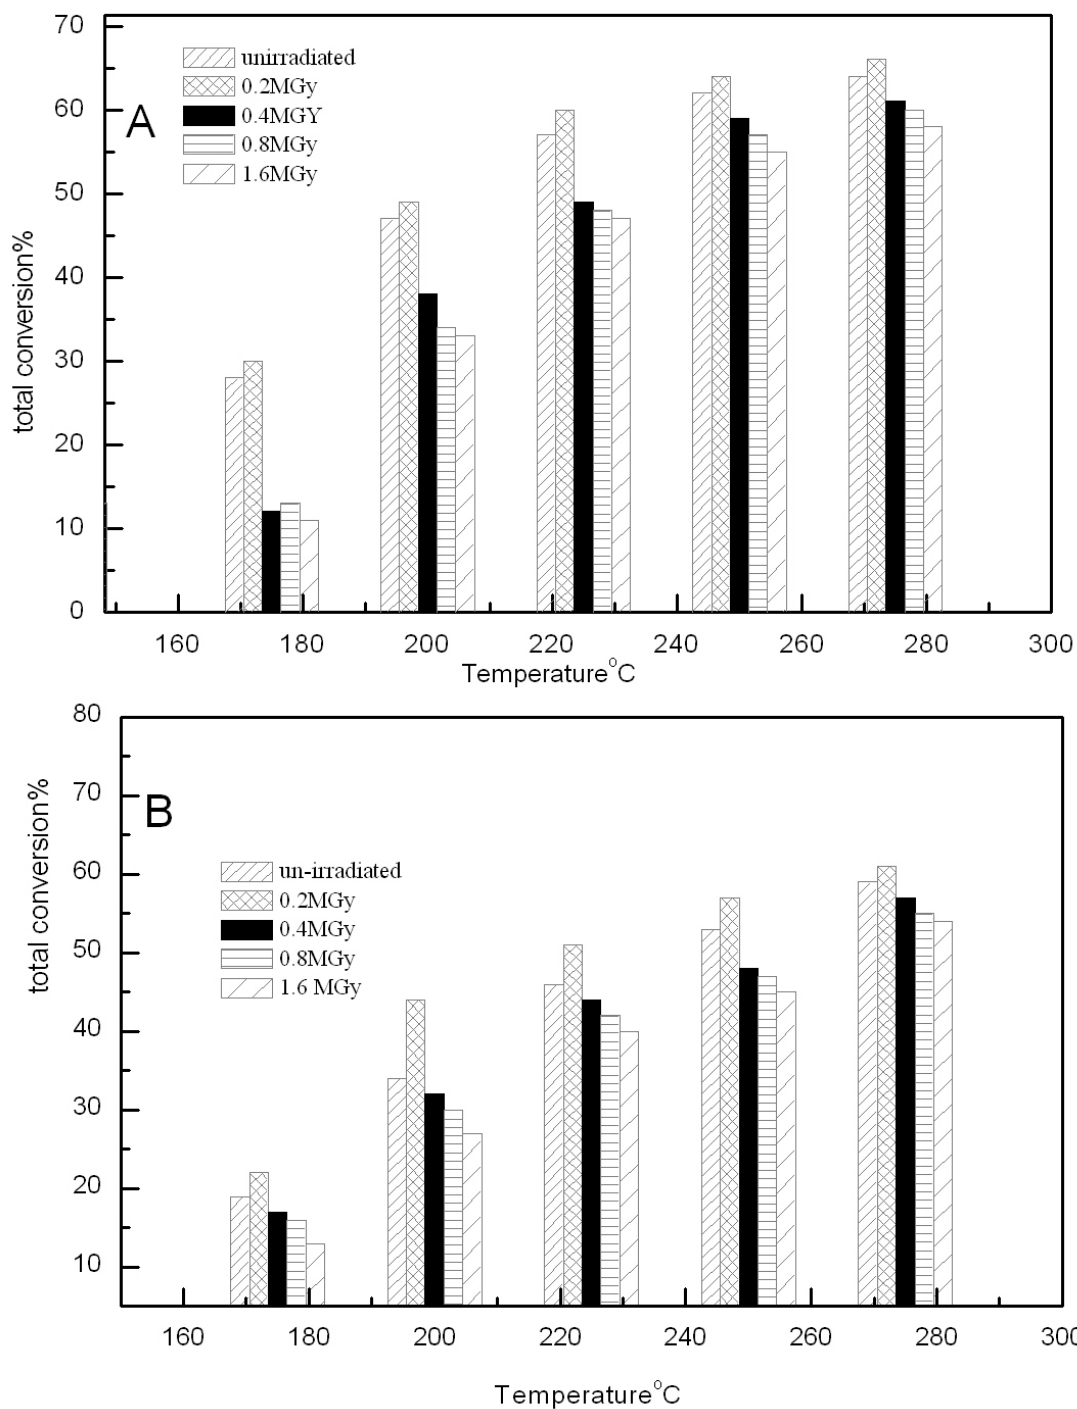 70
60
50
40
30
20
10
0
total conversion%
A
unirradiated
0.2MGy
0.4MGY
0.8MGy
1.6MGy
160 180 200 220 240 260 280 300
Temperature°C
80
70
60
50
40
30
20
10
total conversion%
B
un-irradiated
0.2MGy
0.4MGy
0.8MGy
1.6 MGy
160 180 200 220 240 260 280 300
Temperature°C